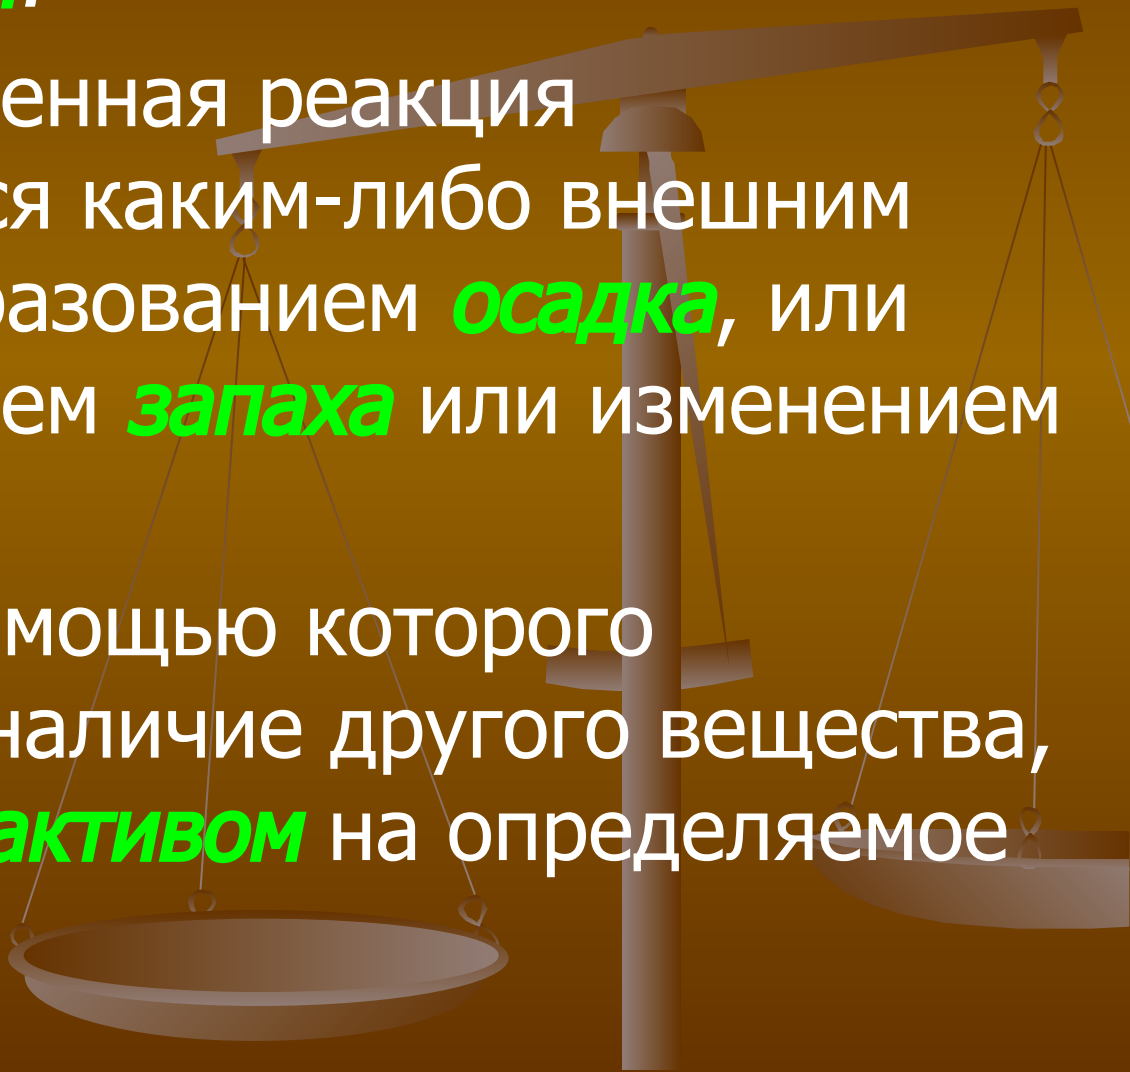 енная реакция
ся каким-либо внешним
разованием осадка, или
ем запаха или изменением
мощью которого
наличие другого вещества,
активом на определяемое